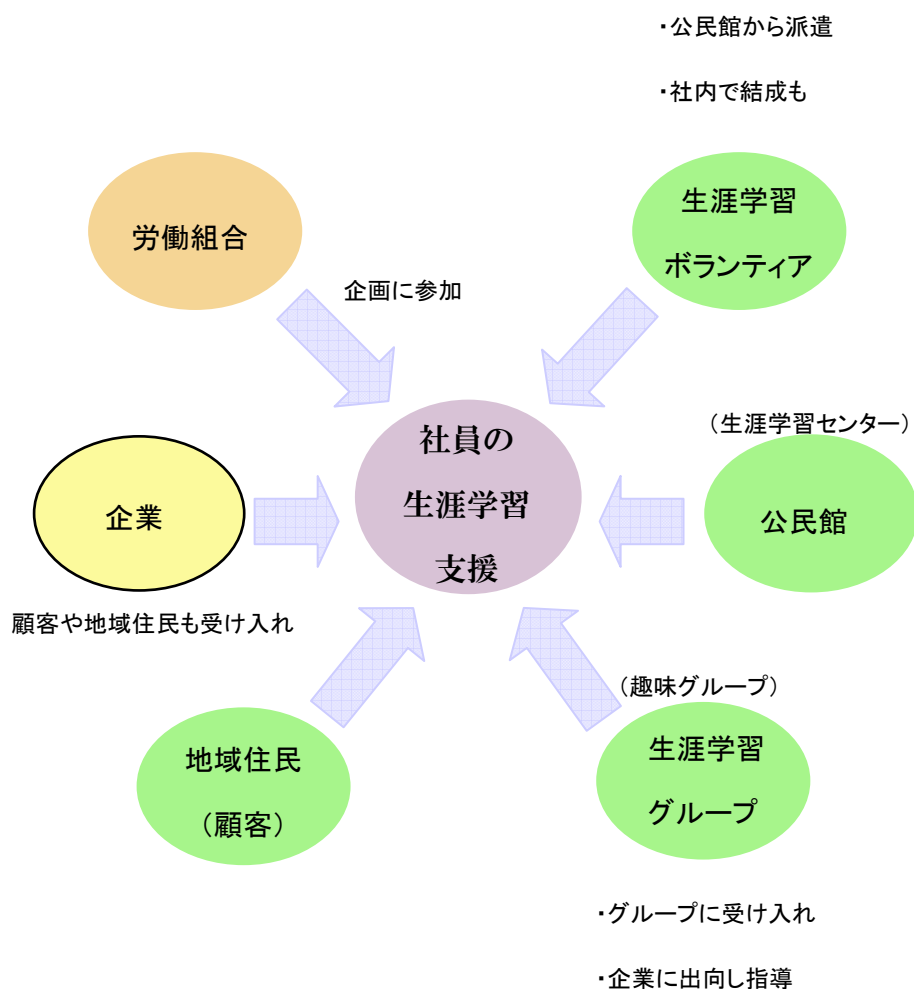 ・公民館から派遣
・社内で結成も
労働組合
生涯学習
ボランティア
企画に参加
社員の
生涯学習
支援
（生涯学習センター）
企業
公民館
顧客や地域住民も受け入れ
（趣味グループ）
地域住民
（顧客）
生涯学習
グループ
・グループに受け入れ
・企業に出向し指導